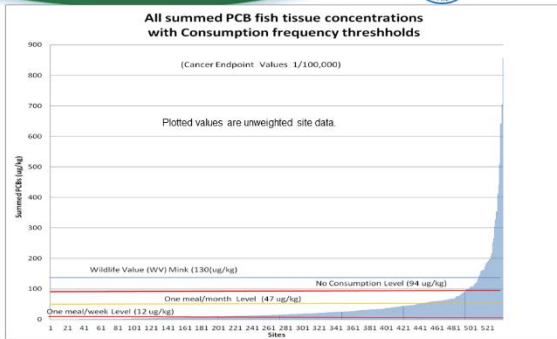 All summed PCB fish tissue concentrations
with Consumption frequency threshholds
900
800
700
600
500
400
300
200
100
0
Summed PCBs (ug/kg)
(Cancer Endpoint Values 1/100,000)
Plotted values are unweighted site data.
Wildlife Value (WV) Mink (130(ug/kg)
No Consumption Level (94 ug/kg)
One meal/month Level (47 ug/kg)
One meal/week Level (12 ug/kg)
1 21 41 61 81 101 121 141 161 181 201 221 241 261 281 301 321 341 361 381 401 421 441 461 481 501 521
Sites